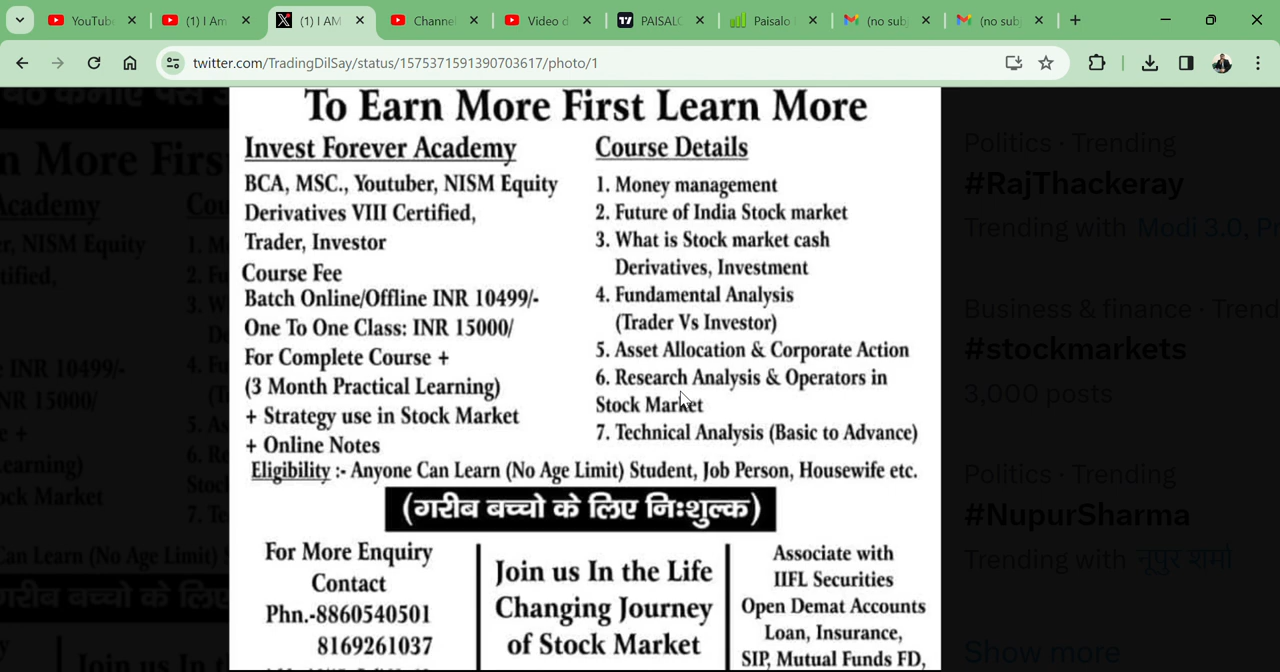 YouTube
(1) I Am
(1) I AM
Channel
Video d
PAISALO
Paisalo
(no sub
(no sub
twitter.com/TradingDilSay/status/1575371591390703617/photo/1
To Earn More First Learn More
Invest Forever Academy
BCA, MSC., Youtuber, NISM Equity
Derivatives VIII Certified,
Trader, Investor
Course Fee
Batch Online/Offline INR 10499/-
One To One Class: INR 15000/
For Complete Course +
(3 Month Practical Learning)
+ Strategy use in Stock Market
+ Online Notes
Course Details
1. Money management
2. Future of India Stock market
3. What is Stock market cash
Derivatives, Investment
4. Fundamental Analysis
(Trader Vs Investor)
5. Asset Allocation & Corporate Action
6. Research Analysis & Operators in
Stock Market
7. Technical Analysis (Basic to Advance)
Eligibility :- Anyone Can Learn (No Age Limit) Student, Job Person, Housewife etc.
(गरीब बच्चो के लिए निःशुल्क)
For More Enquiry
Contact
Phn.-8860540501
8169261037
Join us In the Life
Changing Journey
of Stock Market
Associate with
IIFL Securities
Open Demat Accounts
Loan, Insurance,
SIP, Mutual Funds FD,
Politics · Trending
#RajThackeray
Trending with Modi 3.0,
Business & finance · Trend
#stockmarkets
3,000 posts
Politics · Trending
#NupurSharma
Trending with नूपुर शर्मा
Show more